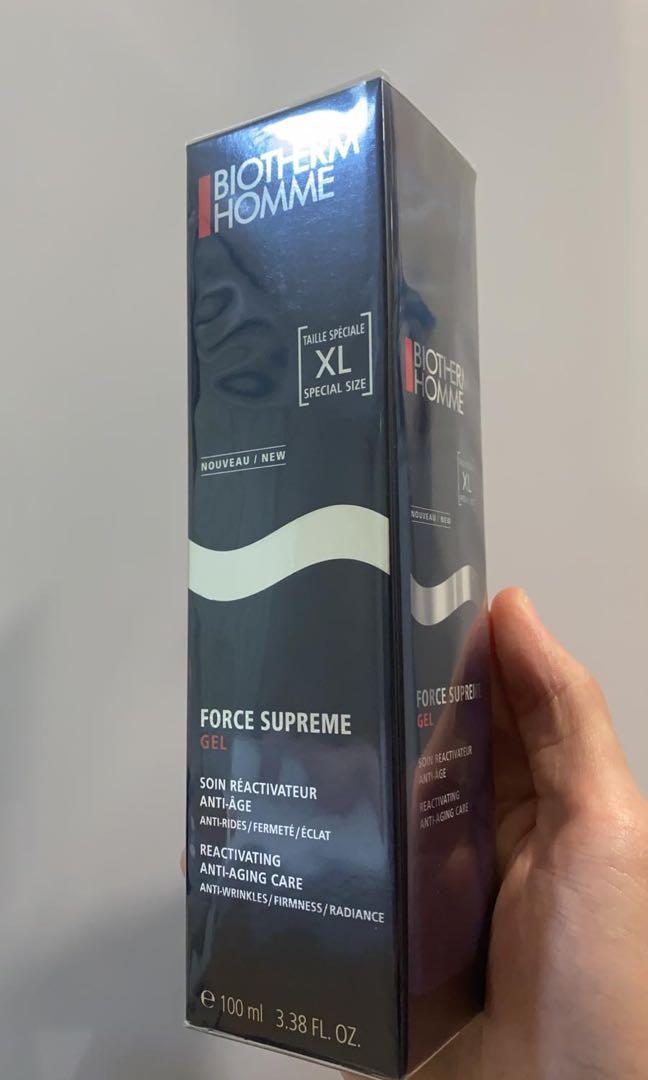 BIOTHERM
HOMME
TAILLE SPÉCIALE
XL
SPECIAL SIZE
NOUVEAU / NEW
FORCE SUPREME
GEL
SOIN RÉACTIVATEUR
ANTI-ÂGE
ANTI-RIDES/FERMETÉ/ÉCLAT
REACTIVATING
ANTI-AGING CARE
ANTI-WRINKLES/FIRMNESS/RADIANCE
℮ 100 ml 3.38 FL. OZ.
BIOTHERM
HOMME
XL
NOUVEAU / NEW
FORCE SUPREME
GEL
SOIN RÉACTIVATEUR
ANTI-ÂGE
REACTIVATING
ANTI-AGING CARE